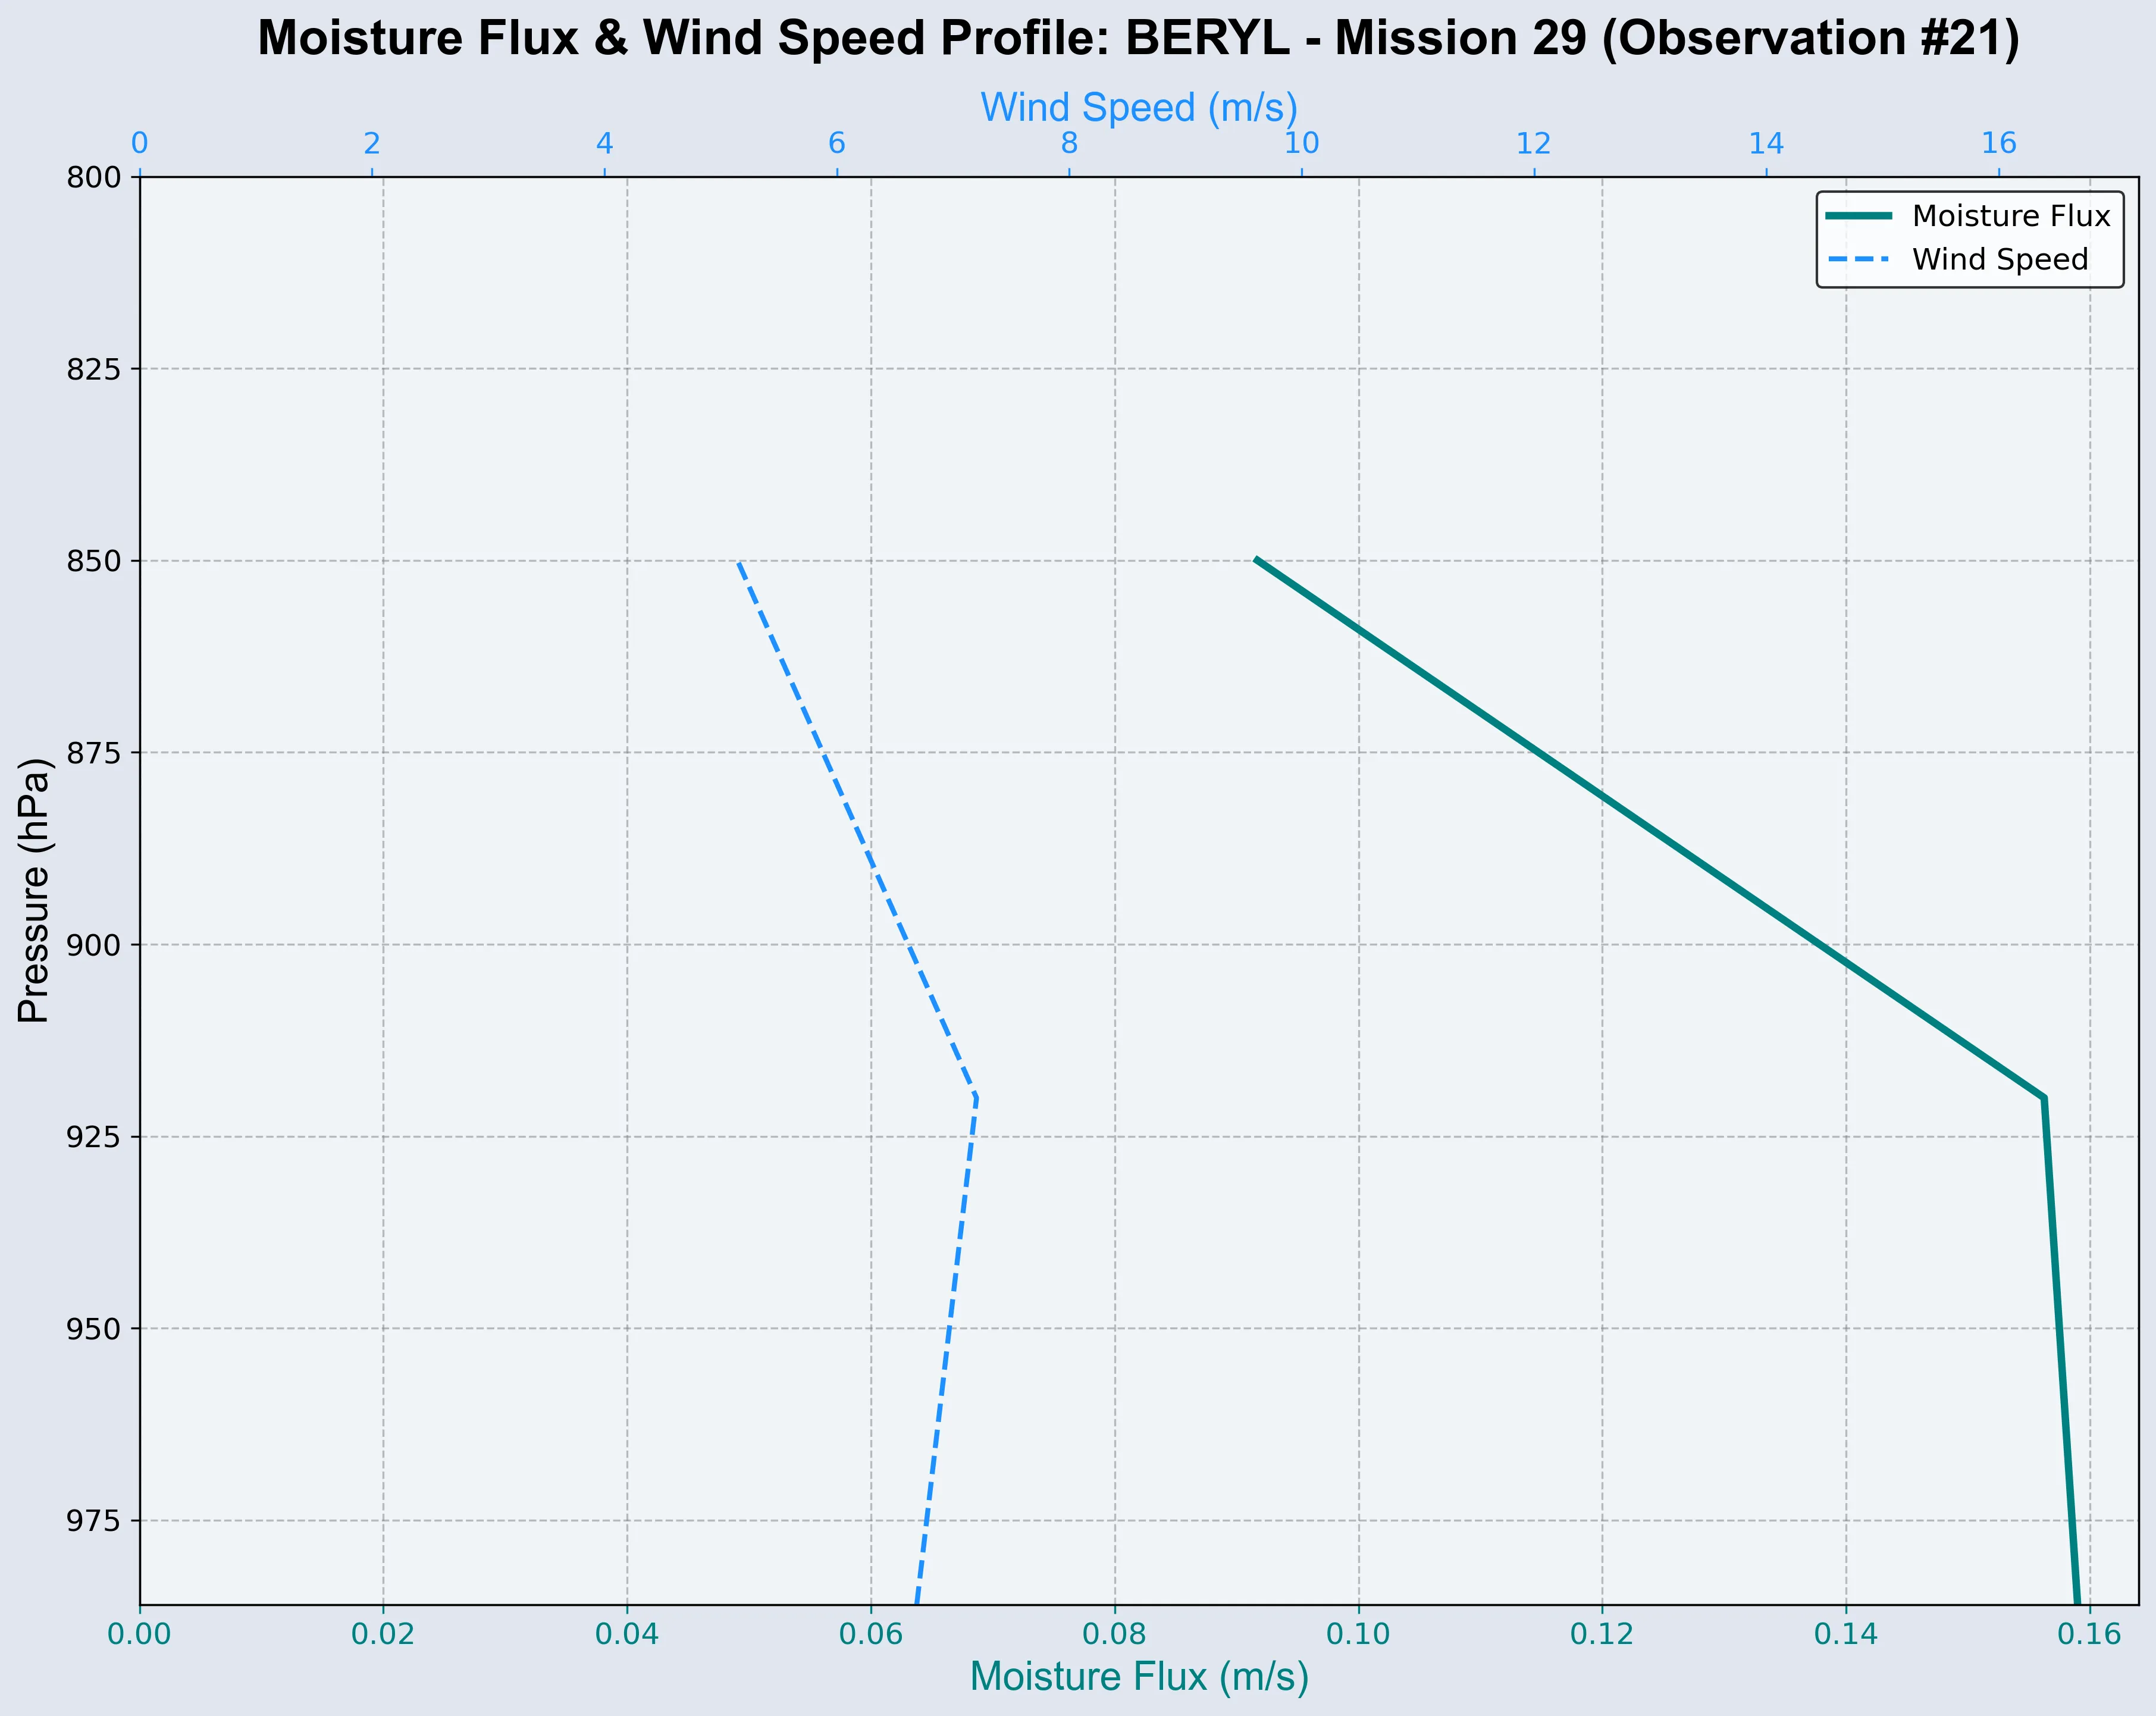 Moisture Flux & Wind Speed Profile: BERYL - Mission 29 (Observation #21)
Wind Speed (m/s)
0 2 4 6 8 10 12 14 16
Moisture Flux
Wind Speed
Pressure (hPa)
800
825
850
875
900
925
950
975
0.00 0.02 0.04 0.06 0.08 0.10 0.12 0.14 0.16
Moisture Flux (m/s)